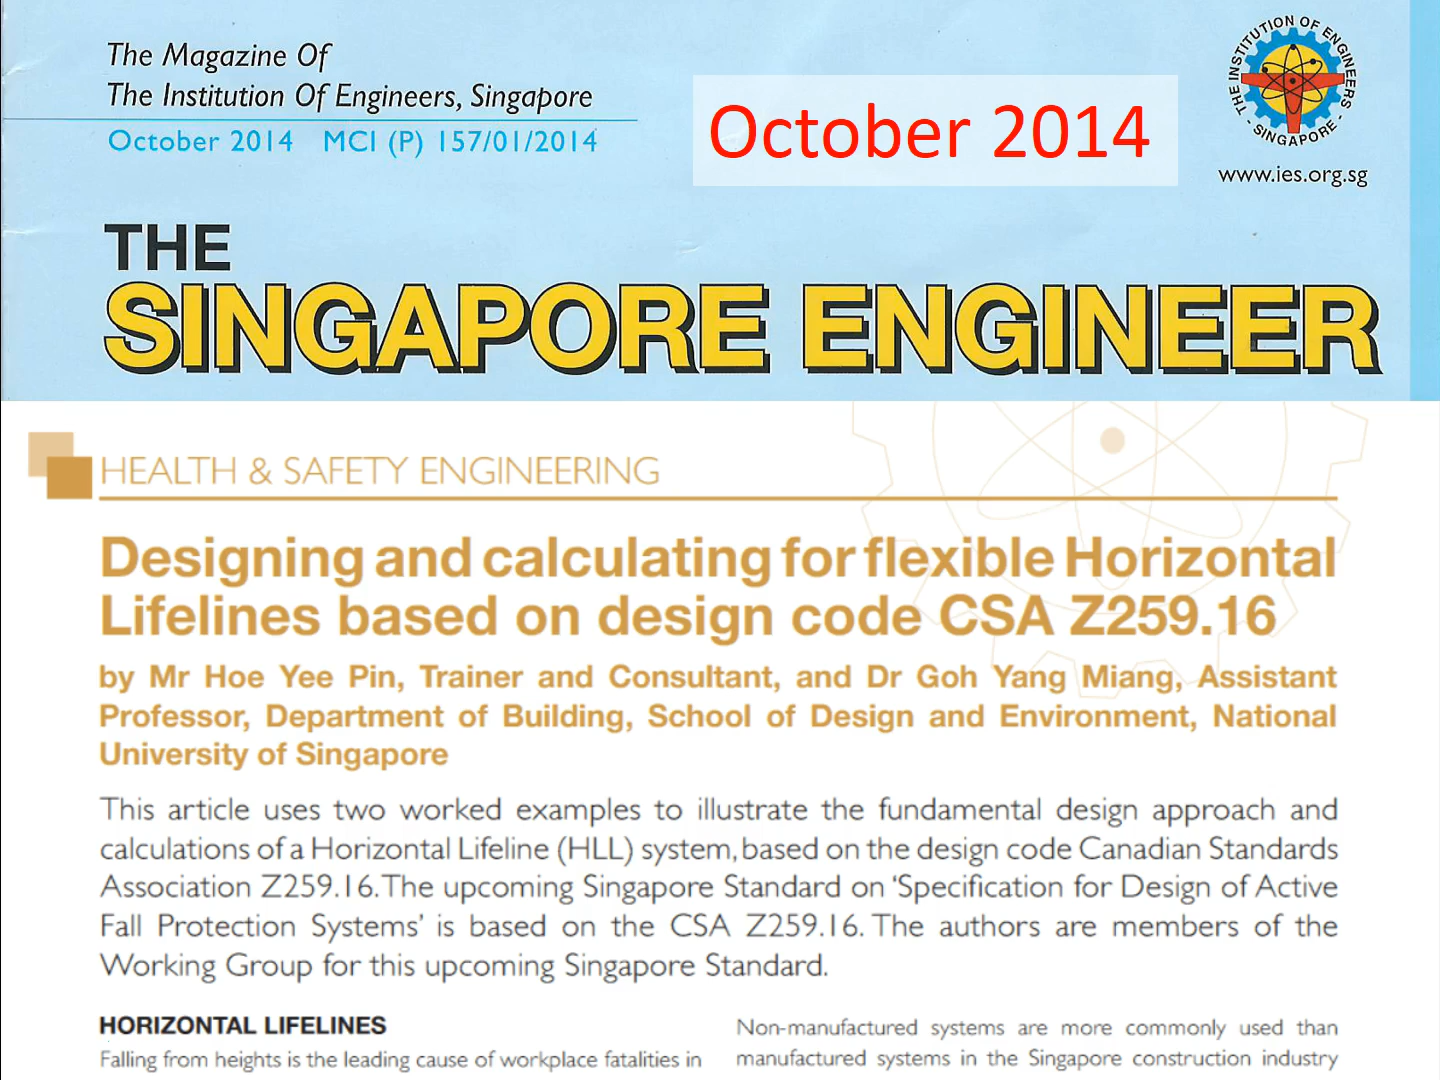 The Magazine Of
The Institution Of Engineers, Singapore
October 2014 MCI (P) 157/01/2014
October 2014
THE INSTITUTION OF ENGINEERS
- SINGAPORE -
www.ies.org.sg
THE
SINGAPORE ENGINEER
HEALTH & SAFETY ENGINEERING
Designing and calculating for flexible Horizontal
Lifelines based on design code CSA Z259.16
by Mr Hoe Yee Pin, Trainer and Consultant, and Dr Goh Yang Miang, Assistant
Professor, Department of Building, School of Design and Environment, National
University of Singapore
This article uses two worked examples to illustrate the fundamental design approach and
calculations of a Horizontal Lifeline (HLL) system, based on the design code Canadian Standards
Association Z259.16. The upcoming Singapore Standard on ‘Specification for Design of Active
Fall Protection Systems’ is based on the CSA Z259.16. The authors are members of the
Working Group for this upcoming Singapore Standard.
HORIZONTAL LIFELINES
Falling from heights is the leading cause of workplace fatalities in
Non-manufactured systems are more commonly used than
manufactured systems in the Singapore construction industry